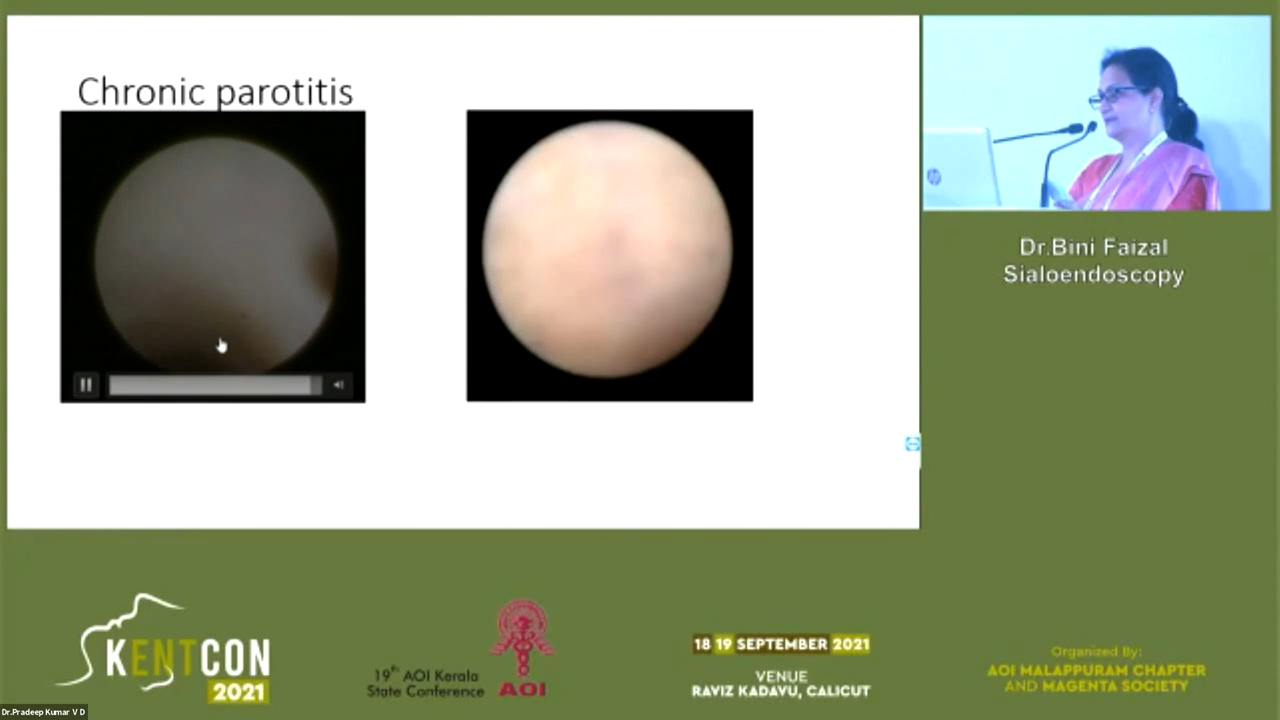 Chronic parotitis
Dr.Bini Faizal
Sialoendoscopy
KENTCON
2021
19th AOI Kerala
State Conference
AOI
18 19 SEPTEMBER 2021
VENUE
RAVIZ KADAVU, CALICUT
Organized By:
AOI MALAPPURAM CHAPTER
AND MAGENTA SOCIETY
Dr.Pradeep Kumar V D